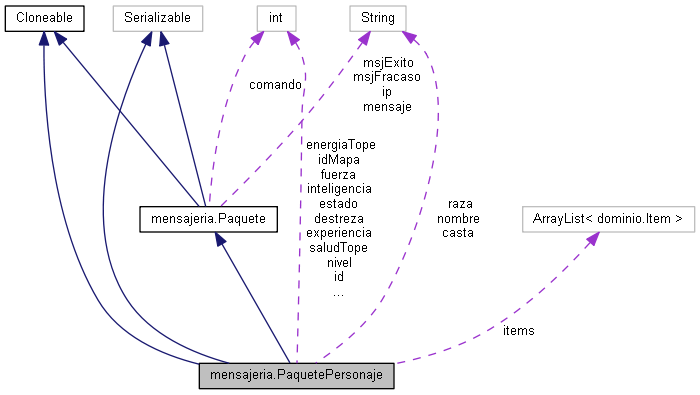 Cloneable
Serializable
int
String
comando
msjExito
msjFracaso
ip
mensaje
energiaTope
idMapa
fuerza
inteligencia
estado
destreza
experiencia
saludTope
nivel
id
...
raza
nombre
casta
mensajeria.Paquete
ArrayList< dominio.Item >
items
mensajeria.PaquetePersonaje